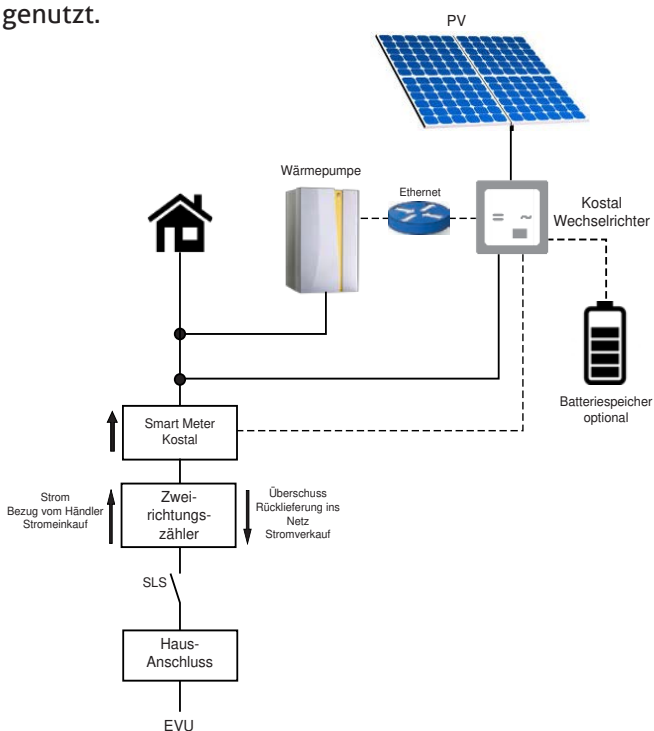 genutzt.
PV
Wärmepumpe
Ethernet
Kostal
Wechselrichter
= ~
Batteriespeicher
optional
Smart Meter
Kostal
Strom
Bezug vom Händler
Stromeinkauf
Zwei-
richtungs-
zähler
Überschuss
Rücklieferung ins
Netz
Stromverkauf
SLS
Haus-
Anschluss
EVU